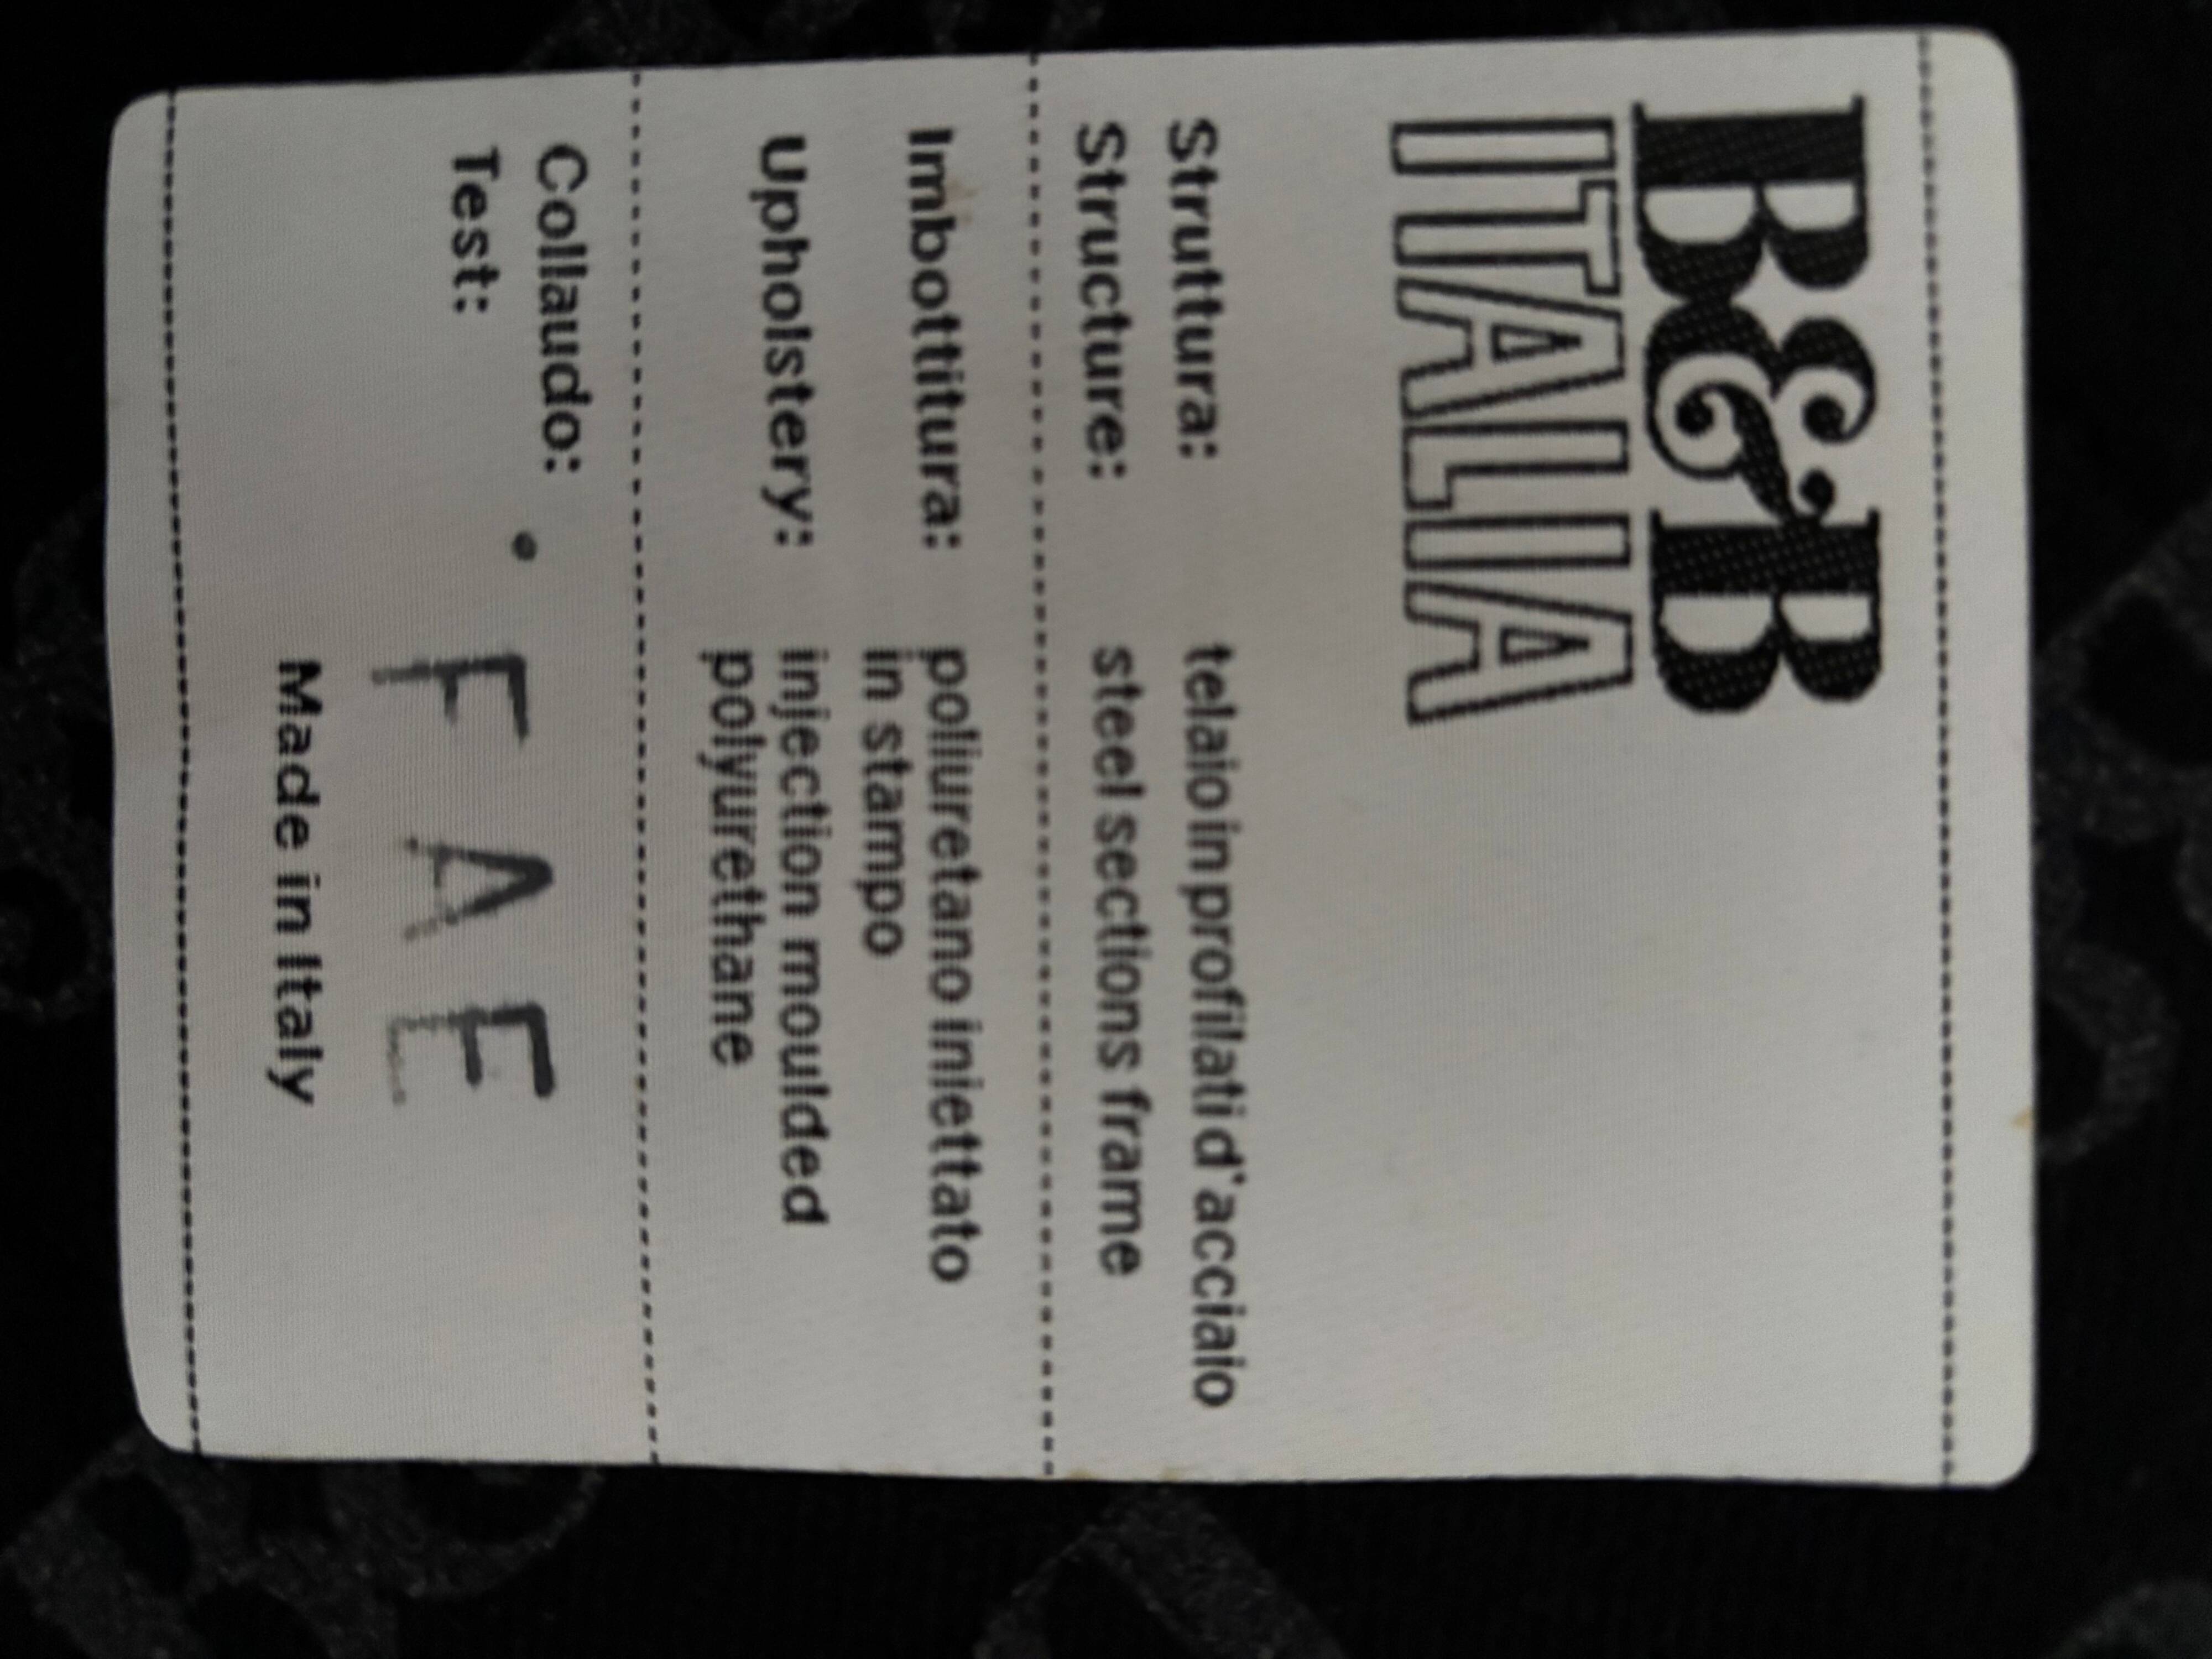 B&B
ITALIA
Struttura: telaio in profilati d'acciaio
Structure: steel sections frame
Imbottitura: poliuretano iniettato
in stampo
Upholstery: injection moulded
polyurethane
Collaudo:
Test:
• F A E
Made in Italy